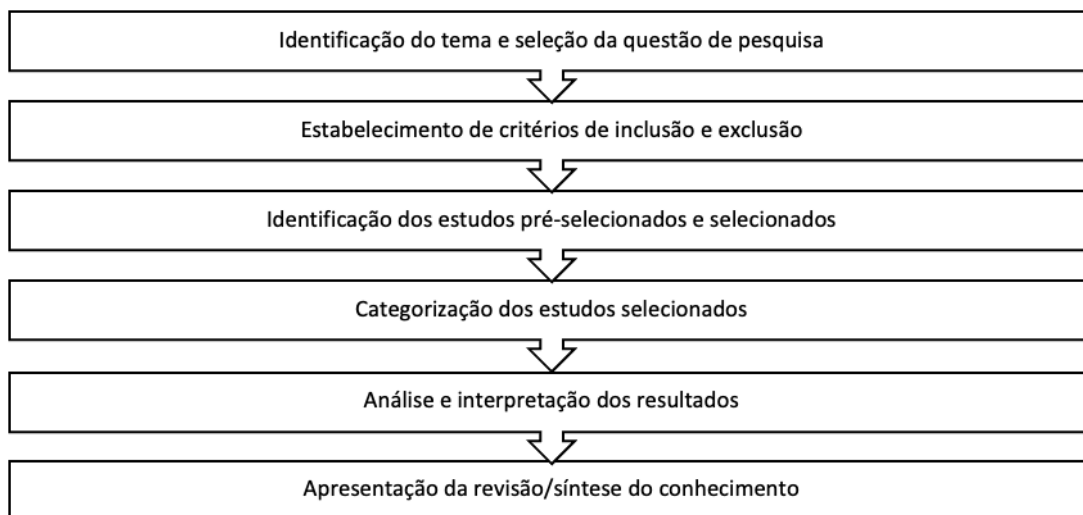 Identificação do tema e seleção da questão de pesquisa
Estabelecimento de critérios de inclusão e exclusão
Identificação dos estudos pré-selecionados e selecionados
Categorização dos estudos selecionados
Análise e interpretação dos resultados
Apresentação da revisão/síntese do conhecimento